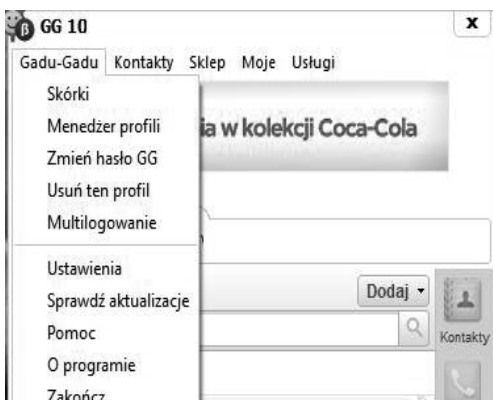 β GG 10 x
Gadu-Gadu Kontakty Sklep Moje Usługi
Skórki
Menedżer profili
w kolekcji Coca-Cola
Zmień hasło GG
Usuń ten profil
Multilogowanie
Ustawienia
Dodaj
Sprawdź aktualizacje
Pomoc
Kontakty
O programie
Zakończ